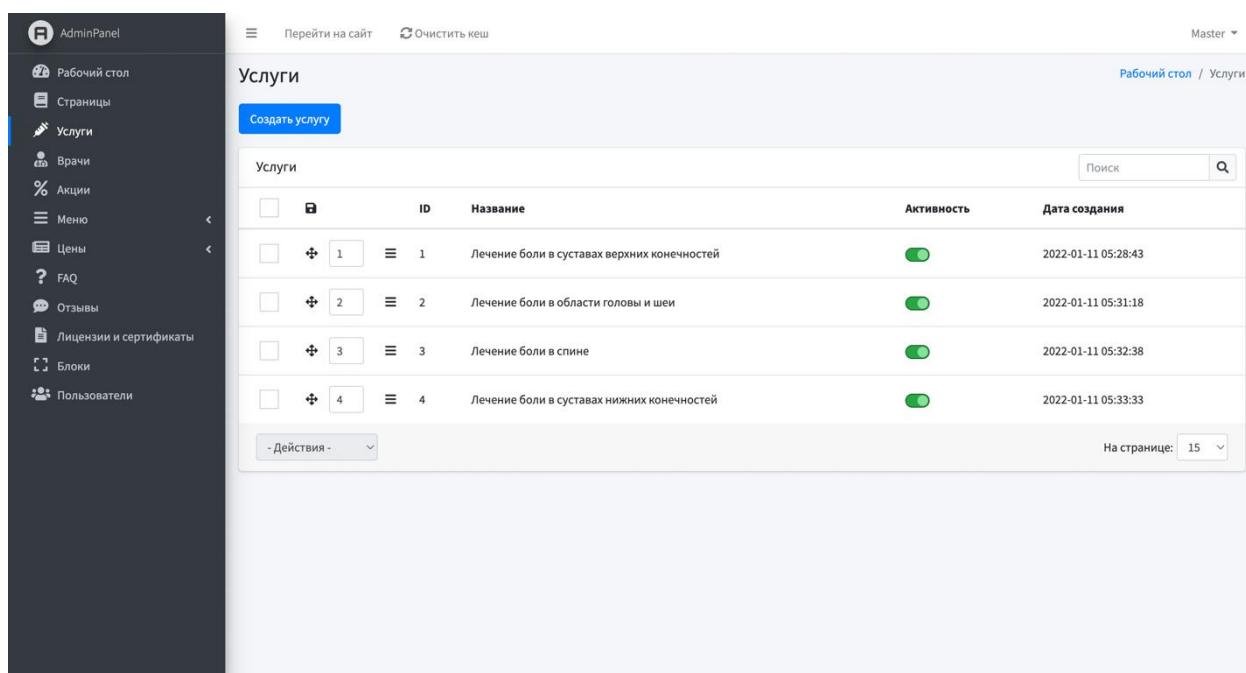 AdminPanel
Перейти на сайт Очистить кеш Master
Рабочий стол
Страницы
Услуги
Врачи
Акции
Меню
Цены
FAQ
Отзывы
Лицензии и сертификаты
Блоки
Пользователи
Услуги
Рабочий стол / Услуги
Создать услугу
Услуги Поиск
ID Название Активность Дата создания
1 1 Лечение боли в суставах верхних конечностей 2022-01-11 05:28:43
2 2 Лечение боли в области головы и шеи 2022-01-11 05:31:18
3 3 Лечение боли в спине 2022-01-11 05:32:38
4 4 Лечение боли в суставах нижних конечностей 2022-01-11 05:33:33
- Действия - На странице: 15